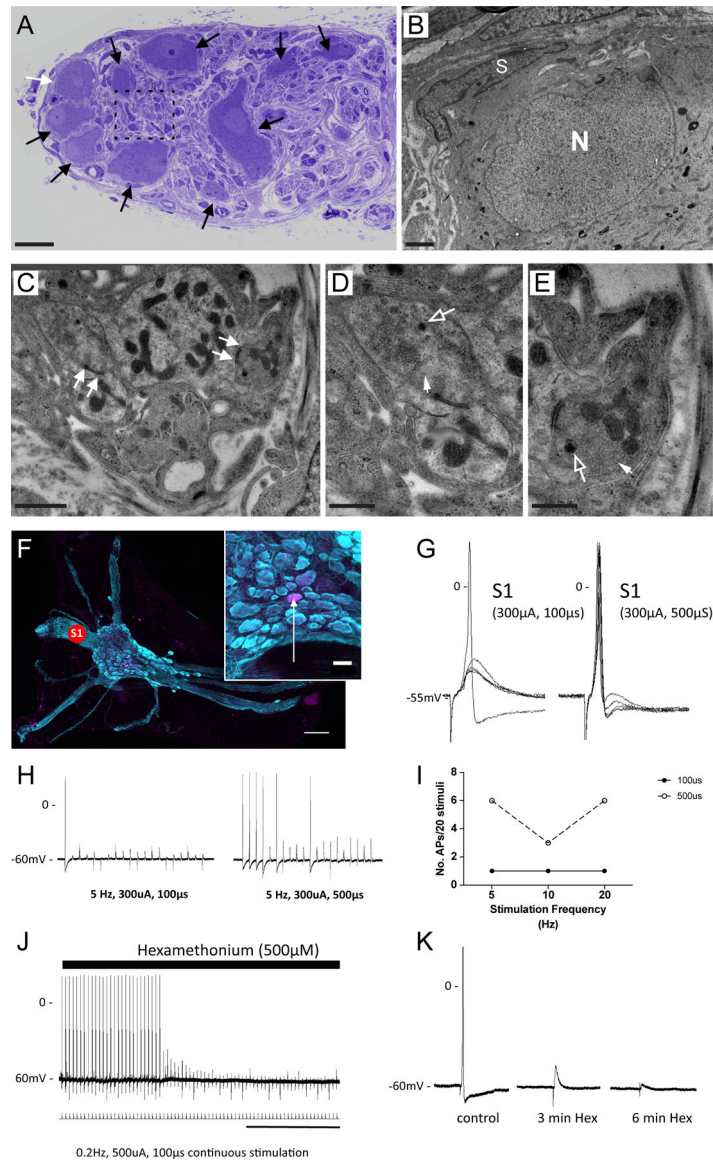 A
B
S
N
C
D
E
F
S1
G
0 -
S1
(300µA, 100µs)
0 -
S1
(300µA, 500µS)
-55mV -
H
0 -
-60mV -
5 Hz, 300uA, 100µs
5 Hz, 300uA, 500µs
I
No. APs/20 stimuli
8
6
4
2
0
5
10
20
Stimulation Frequency
(Hz)
100us
500us
J
Hexamethonium (500µM)
0 -
60mV -
0.2Hz, 500uA, 100µs continuous stimulation
K
0 -
-60mV -
control
3 min Hex
6 min Hex